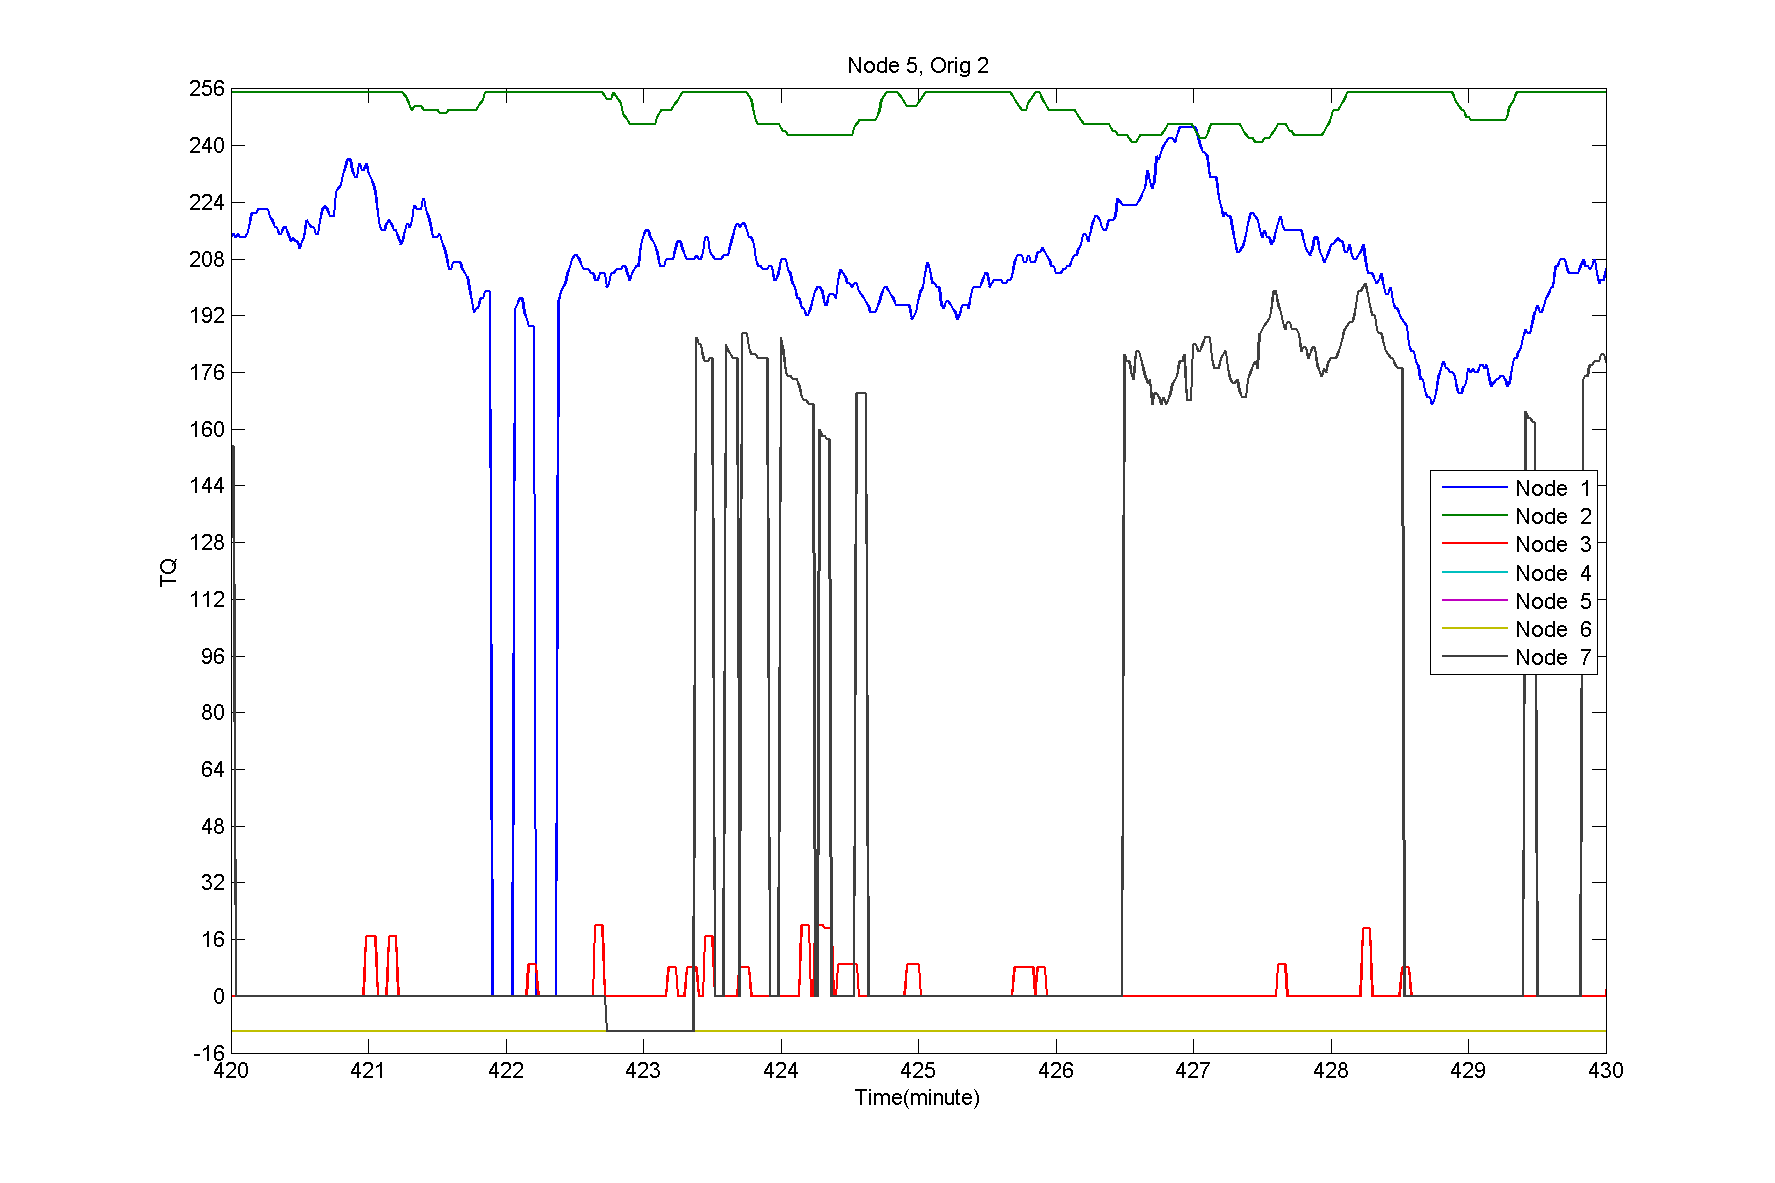 Node 5, Orig 2
256
240
224
208
192
176
160
144
128
112
96
80
64
48
32
16
0
-16
TQ
Node 1
Node 2
Node 3
Node 4
Node 5
Node 6
Node 7
420 421 422 423 424 425 426 427 428 429 430
Time(minute)